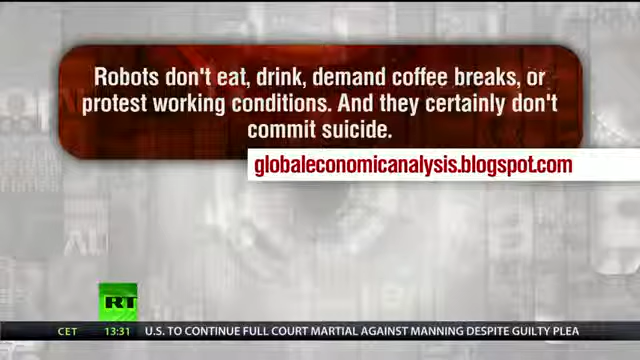 Robots don't eat, drink, demand coffee breaks, or
protest working conditions. And they certainly don't
commit suicide.
globaleconomicanalysis.blogspot.com
RT
CET 13:31 U.S. TO CONTINUE FULL COURT MARTIAL AGAINST MANNING DESPITE GUILTY PLEA